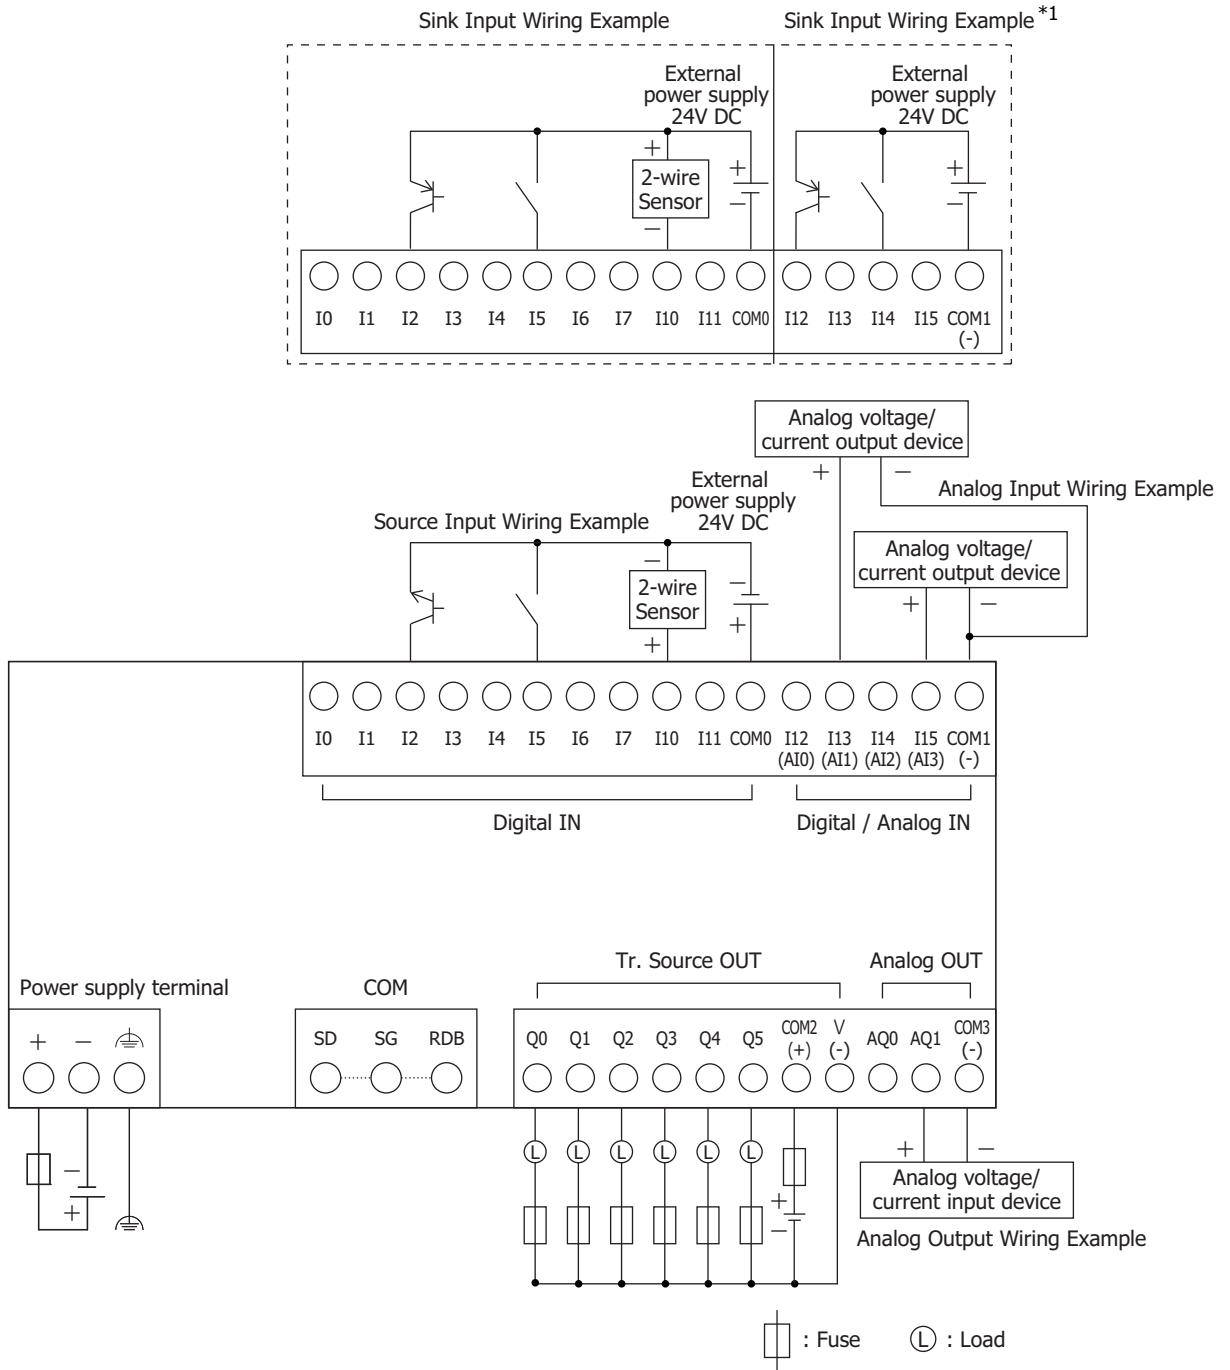 Sink Input Wiring Example
Sink Input Wiring Example *1
External
power supply
24V DC
External
power supply
24V DC
+
2-wire
Sensor
−
+
−
+
−
I0 I1 I2 I3 I4 I5 I6 I7 I10 I11 COM0 I12 I13 I14 I15 COM1
(-)
Analog voltage/
current output device
+ −
Analog Input Wiring Example
External
power supply
24V DC
Source Input Wiring Example
Analog voltage/
current output device
+ −
−
2-wire
Sensor
+
−
+
I0 I1 I2 I3 I4 I5 I6 I7 I10 I11 COM0 I12 I13 I14 I15 COM1
(AI0) (AI1) (AI2) (AI3) (-)
Digital IN
Digital / Analog IN
Tr. Source OUT
Analog OUT
Power supply terminal
COM
+ −
SD SG RDB
Q0 Q1 Q2 Q3 Q4 Q5 COM2 V AQ0 AQ1 COM3
(+) (-) (-)
L L L L L L
−
+
+
−
+ −
Analog voltage/
current input device
Analog Output Wiring Example
: Fuse
L : Load